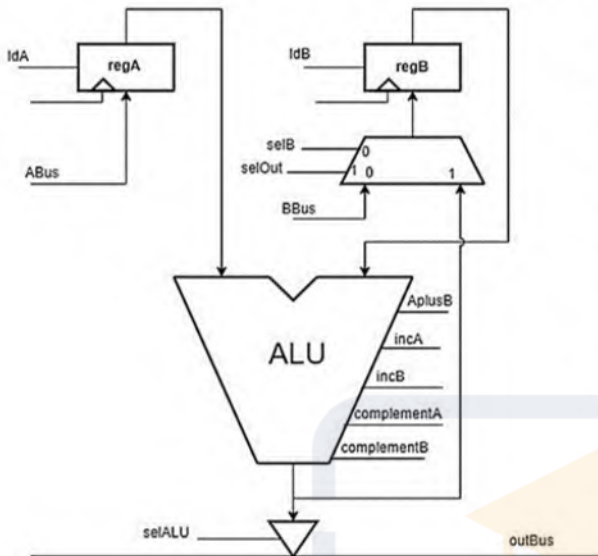 ldA
regA
ldB
regB
selB
0
selOut
1
0
1
ABus
BBus
AplusB
ALU
incA
incB
complementA
complementB
selALU
outBus